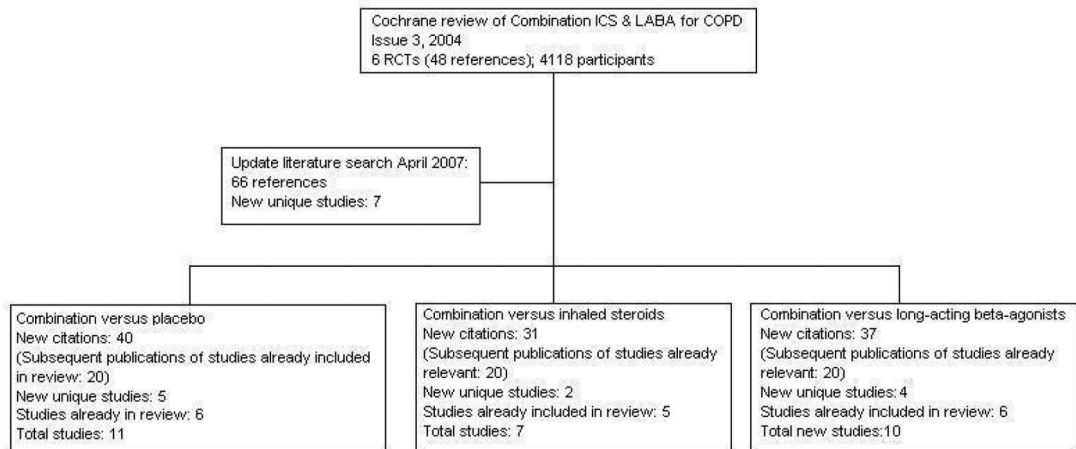 Cochrane review of Combination ICS & LABA for COPD
Issue 3, 2004
6 RCTs (48 references); 4118 participants
Update literature search April 2007:
66 references
New unique studies: 7
Combination versus placebo
New citations: 40
(Subsequent publications of studies already included
in review: 20)
New unique studies: 5
Studies already in review: 6
Total studies: 11
Combination versus inhaled steroids
New citations: 31
(Subsequent publications of studies already
relevant: 20)
New unique studies: 2
Studies already included in review: 5
Total studies: 7
Combination versus long-acting beta-agonists
New citations: 37
(Subsequent publications of studies already
relevant: 20)
New unique studies:4
Studies already included in review: 6
Total new studies:10